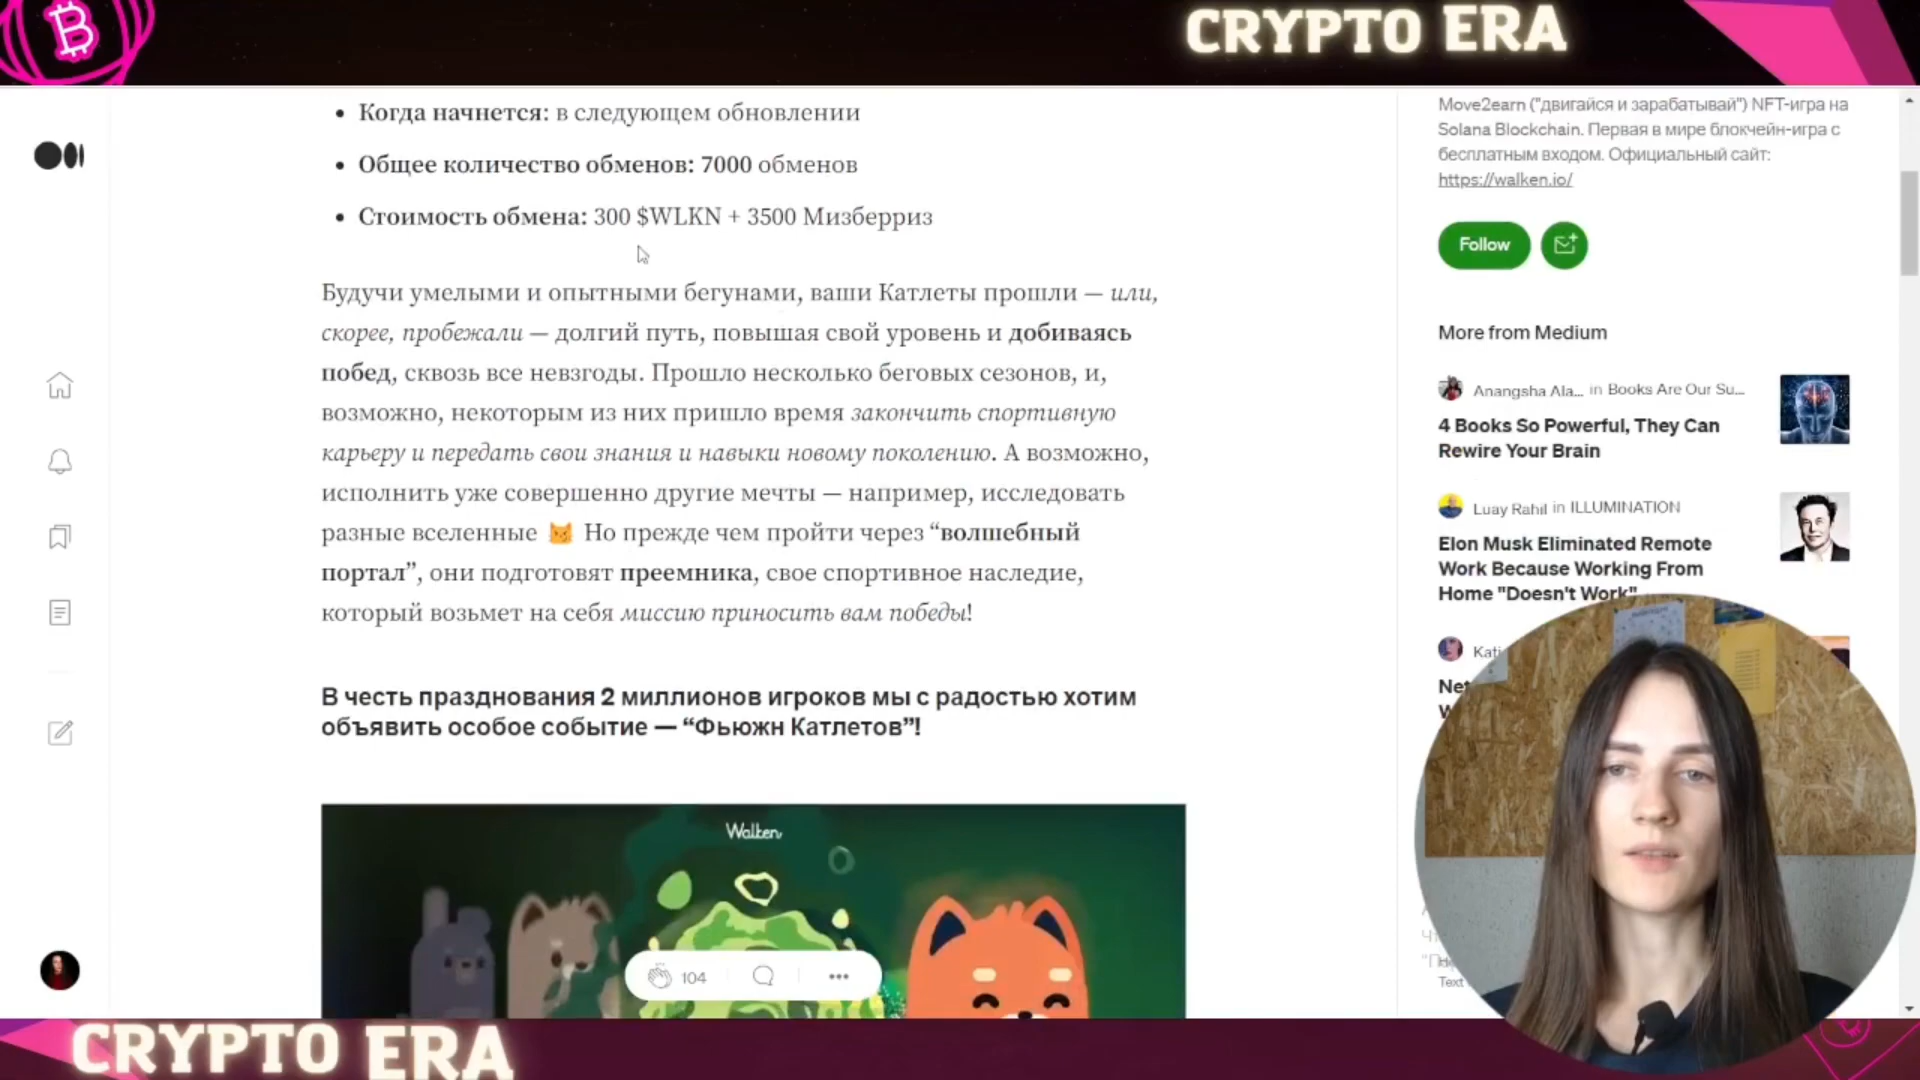 CRYPTO ERA
Когда начнется: в следующем обновлении
Общее количество обменов: 7000 обменов
Стоимость обмена: 300 $WLKN + 3500 Мизберриз
Будучи умелыми и опытными бегунами, ваши Катлеты прошли — или,
скорее, пробежали — долгий путь, повышая свой уровень и добиваясь
побед, сквозь все невзгоды. Прошло несколько беговых сезонов, и,
возможно, некоторым из них пришло время закончить спортивную
карьеру и передать свои знания и навыки новому поколению. А возможно,
исполнить уже совершенно другие мечты — например, исследовать
разные вселенные Но прежде чем пройти через “волшебный
портал”, они подготовят преемника, свое спортивное наследие,
который возьмет на себя миссию приносить вам победы!
В честь празднования 2 миллионов игроков мы с радостью хотим
объявить особое событие — “Фьюжн Катлетов”!
Walken
104
Move2earn ("двигайся и зарабатывай") NFT-игра на
Solana Blockchain. Первая в мире блокчейн-игра с
бесплатным входом. Официальный сайт:
https://walken.io/
Follow
More from Medium
Anangsha Ala... in Books Are Our Su...
4 Books So Powerful, They Can
Rewire Your Brain
Luay Rahil in ILLUMINATION
Elon Musk Eliminated Remote
Work Because Working From
Home "Doesn't Work"
Kati
Net
Text
CRYPTO ERA